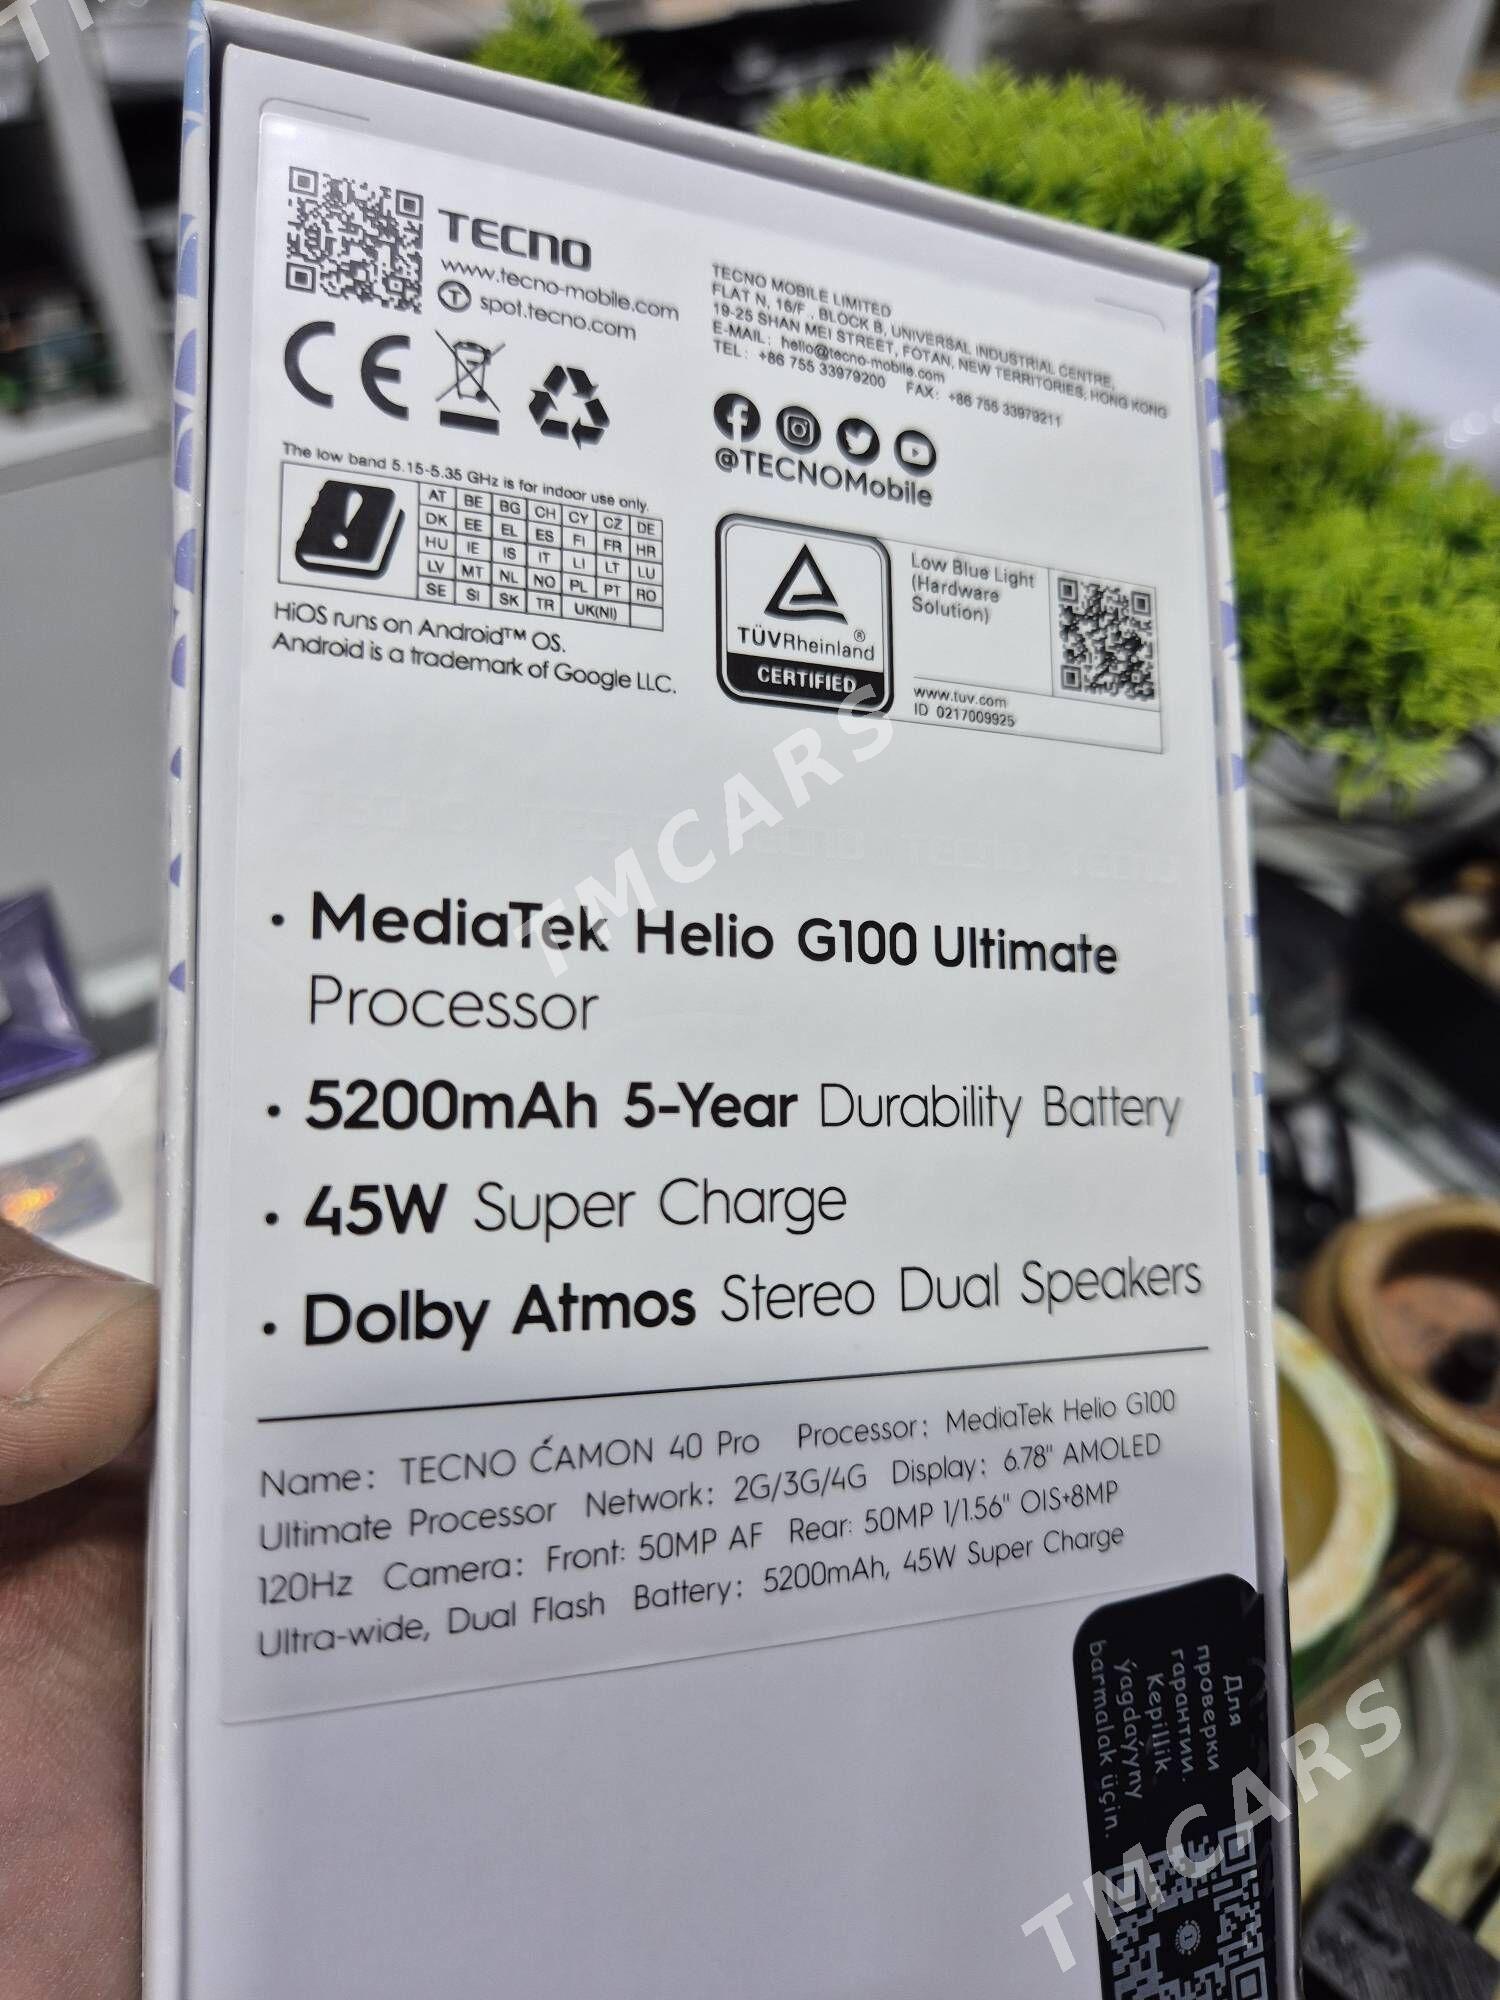 TECNO
www.tecno-mobile.com
spot.tecno.com
TECNO MOBILE LIMITED
FLAT N, 16/F., BLOCK B, UNIVERSAL INDUSTRIAL CENTRE,
19-25 SHAN MEI STREET, FOTAN, NEW TERRITORIES, HONG KONG
E-MAIL: hello@tecno-mobile.com
TEL: +86 755 33979200 FAX: +86 755 33979211
CE
@TECNOMobile
The low band 5.15-5.35 GHz is for indoor use only.
AT BE BG CH CY CZ DE
DK EE EL ES FI FR HR
HU IE IS IT LI LT LU
LV MT NL NO PL PT RO
SE SI SK TR UK(NI)
HiOS runs on Android™ OS.
Android is a trademark of Google LLC.
TÜVRheinland®
CERTIFIED
Low Blue Light
(Hardware
Solution)
www.tuv.com
ID 0217009925
• MediaTek Helio G100 Ultimate
Processor
• 5200mAh 5-Year Durability Battery
• 45W Super Charge
• Dolby Atmos Stereo Dual Speakers
Name: TECNO ĆAMON 40 Pro Processor: MediaTek Helio G100
Ultimate Processor Network: 2G/3G/4G Display: 6.78" AMOLED
120Hz Camera: Front: 50MP AF Rear: 50MP 1/1.56" OIS+8MP
Ultra-wide, Dual Flash Battery: 5200mAh, 45W Super Charge
Для
проверки
гарантии.
Kepillik
ýagdaýyny
barmalak üçin.
TMCARS
TMCARS